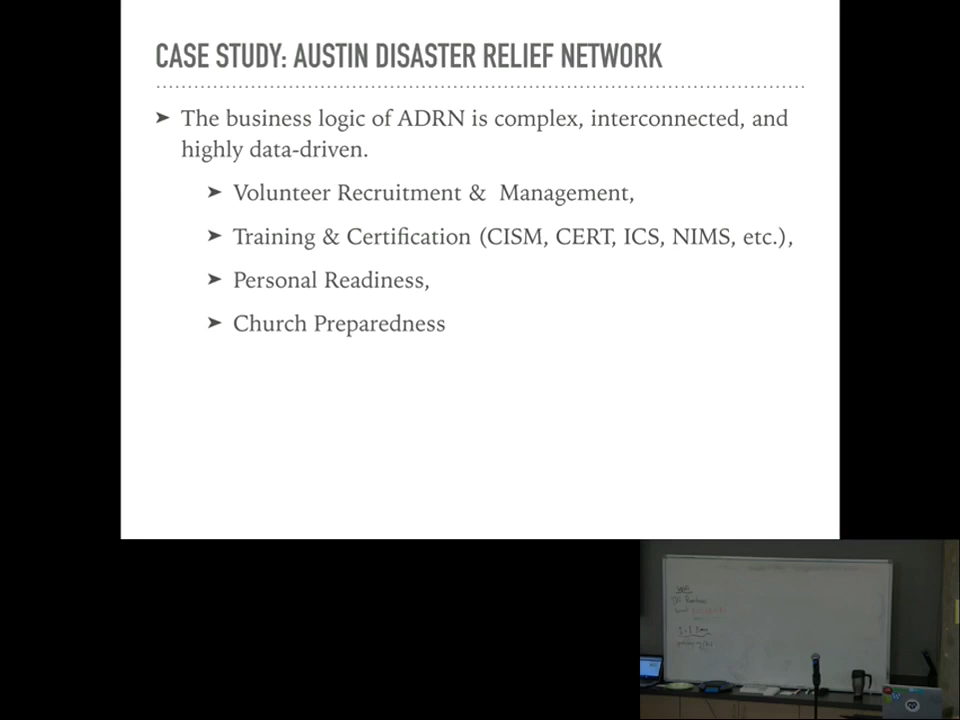 CASE STUDY: AUSTIN DISASTER RELIEF NETWORK
➤ The business logic of ADRN is complex, interconnected, and
highly data-driven.
➤ Volunteer Recruitment & Management,
➤ Training & Certification (CISM, CERT, ICS, NIMS, etc.),
➤ Personal Readiness,
➤ Church Preparedness